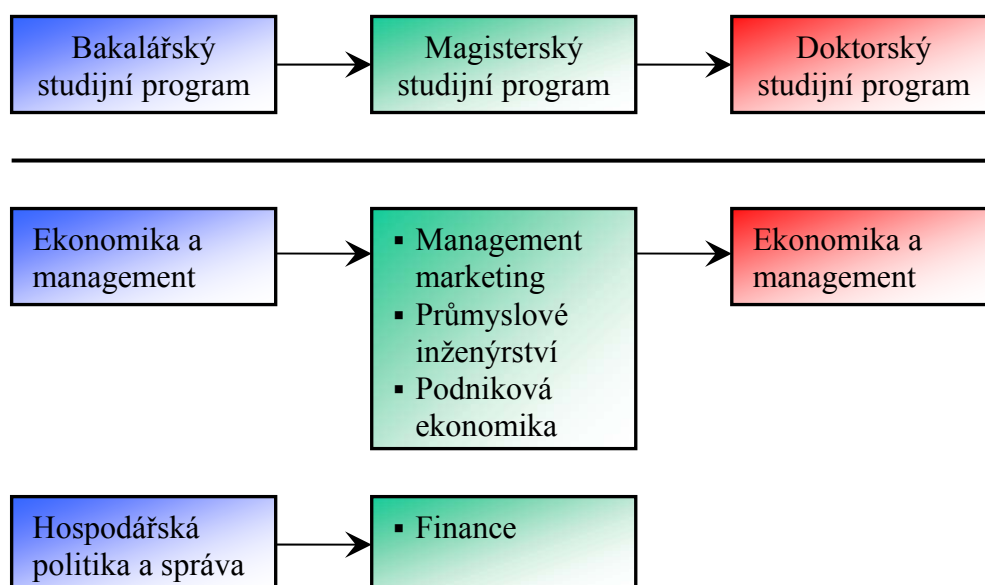 Bakalářský
studijní program
Magisterský
studijní program
Doktorský
studijní program
Ekonomika a
management
▪ Management
marketing
▪ Průmyslové
inženýrství
▪ Podniková
ekonomika
Ekonomika a
management
Hospodářská
politika a správa
▪ Finance